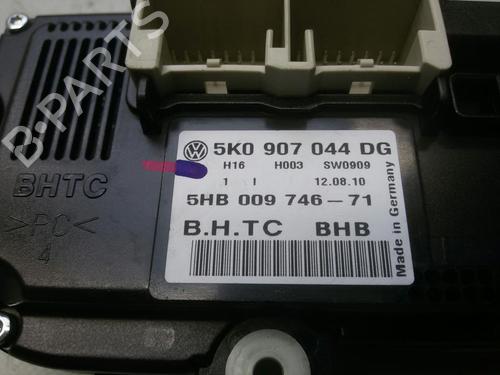 B-PARTS
5K0 907 044 DG
H16 H003 SW0909
1 I 12.08.10
5HB 009 746-71
B.H.TC BHB
Made in Germany
BHTC
>PC<
4